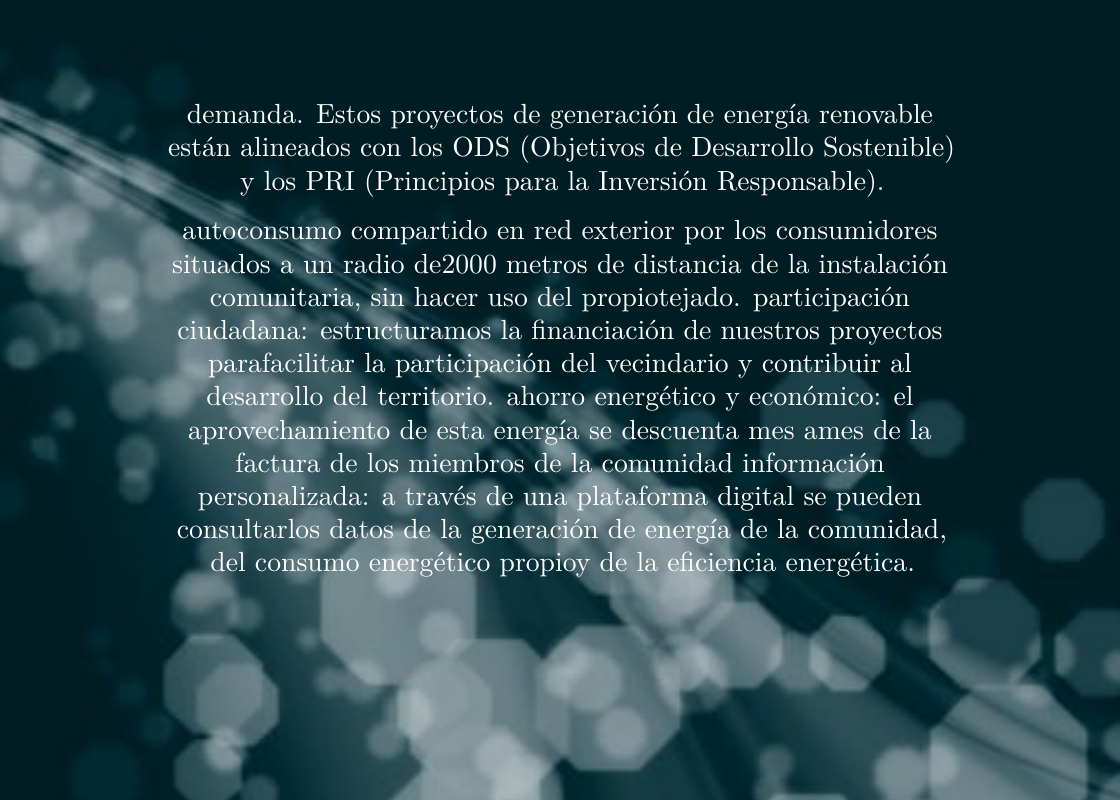 demanda. Estos proyectos de generación de energía renovable
están alineados con los ODS (Objetivos de Desarrollo Sostenible)
y los PRI (Principios para la Inversión Responsable).
autoconsumo compartido en red exterior por los consumidores
situados a un radio de2000 metros de distancia de la instalación
comunitaria, sin hacer uso del propiotejado. participación
ciudadana: estructuramos la financiación de nuestros proyectos
parafacilitar la participación del vecindario y contribuir al
desarrollo del territorio. ahorro energético y económico: el
aprovechamiento de esta energía se descuenta mes ames de la
factura de los miembros de la comunidad información
personalizada: a través de una plataforma digital se pueden
consultarlos datos de la generación de energía de la comunidad,
del consumo energético propioy de la eficiencia energética.